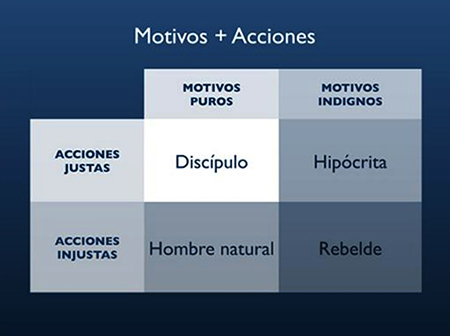 Motivos + Acciones
MOTIVOS
PUROS
MOTIVOS
INDIGNOS
ACCIONES
JUSTAS
Discípulo
Hipócrita
ACCIONES
INJUSTAS
Hombre natural
Rebelde